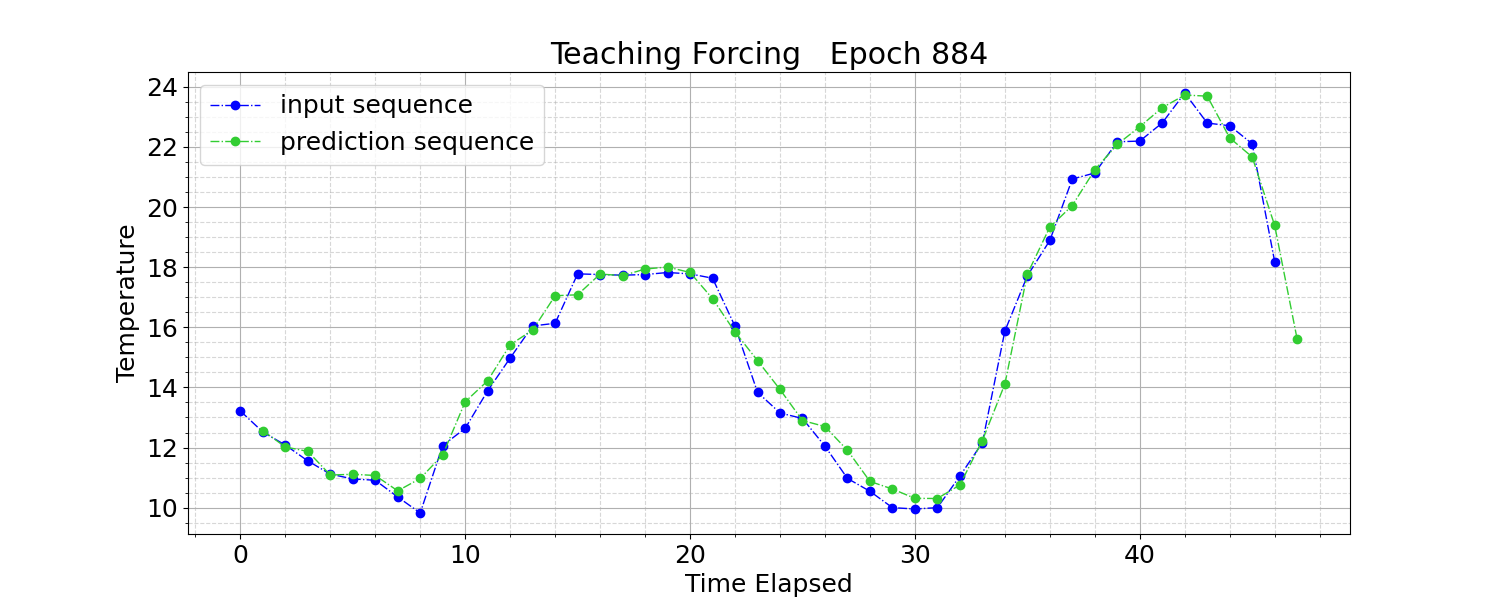 Teaching Forcing   Epoch 884
input sequence
prediction sequence
24
22
20
18
16
14
12
10
Temperature
0 10 20 30 40
Time Elapsed